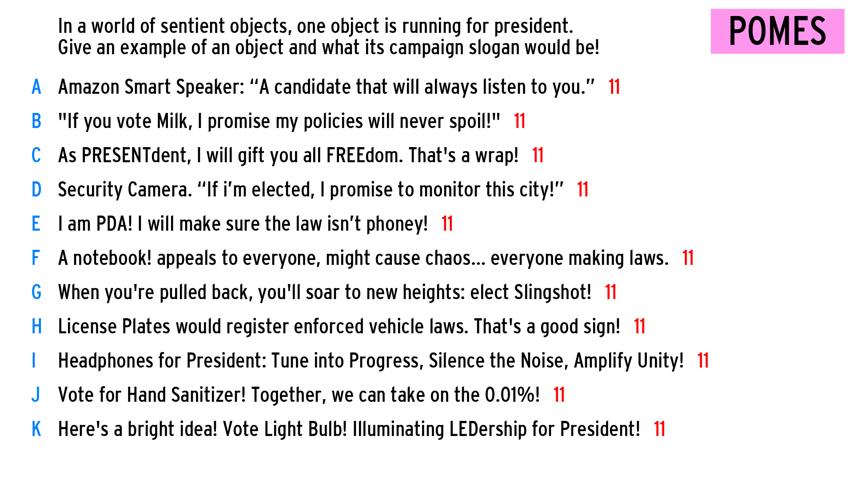 In a world of sentient objects, one object is running for president.
Give an example of an object and what its campaign slogan would be!
POMES
A Amazon Smart Speaker: “A candidate that will always listen to you.” 11
B "If you vote Milk, I promise my policies will never spoil!" 11
C As PRESENTdent, I will gift you all FREEdom. That's a wrap! 11
D Security Camera. “If i’m elected, I promise to monitor this city!” 11
E I am PDA! I will make sure the law isn’t phoney! 11
F A notebook! appeals to everyone, might cause chaos... everyone making laws. 11
G When you're pulled back, you'll soar to new heights: elect Slingshot! 11
H License Plates would register enforced vehicle laws. That's a good sign! 11
I Headphones for President: Tune into Progress, Silence the Noise, Amplify Unity! 11
J Vote for Hand Sanitizer! Together, we can take on the 0.01%! 11
K Here's a bright idea! Vote Light Bulb! Illuminating LEDership for President! 11